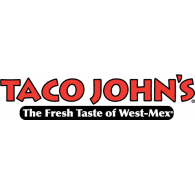 TACO JOHN'S®
The Fresh Taste of West-Mex®